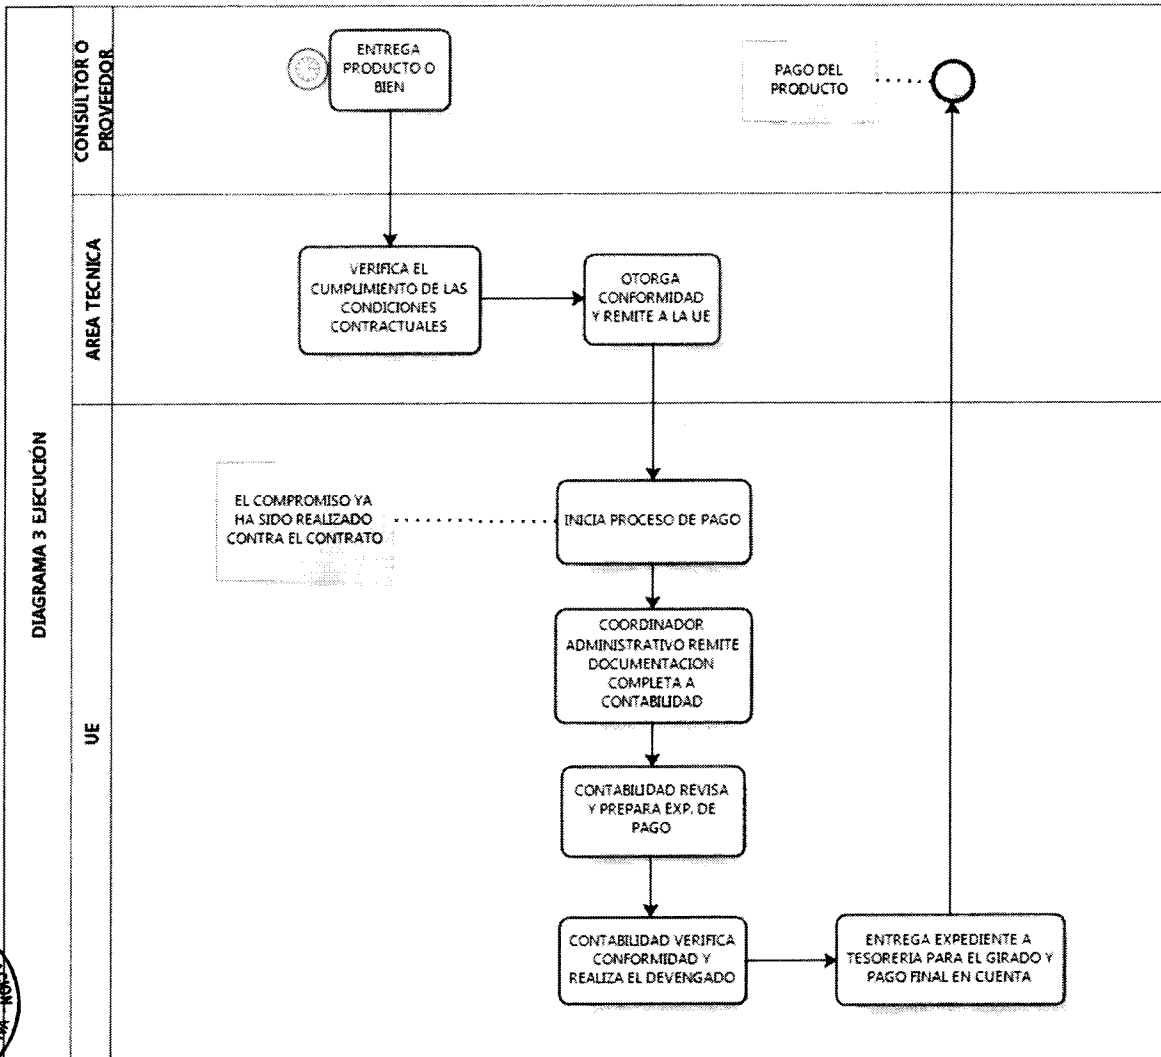 DIAGRAMA 3 EJECUCIÓN
CONSULTOR O
PROVEEDOR
ENTREGA
PRODUCTO O
BIEN
PAGO DEL
PRODUCTO
AREA TECNICA
VERIFICA EL
CUMPLIMIENTO DE LAS
CONDICIONES
CONTRACTUALES
OTORGA
CONFORMIDAD
Y REMITE A LA UE
UE
EL COMPROMISO YA
HA SIDO REALIZADO
CONTRA EL CONTRATO
INICIA PROCESO DE PAGO
COORDINADOR
ADMINISTRATIVO REMITE
DOCUMENTACION
COMPLETA A
CONTABILIDAD
CONTABILIDAD REVISA
Y PREPARA EXP. DE
PAGO
CONTABILIDAD VERIFICA
CONFORMIDAD Y
REALIZA EL DEVENGADO
ENTREGA EXPEDIENTE A
TESORERIA PARA EL GIRADO Y
PAGO FINAL EN CUENTA